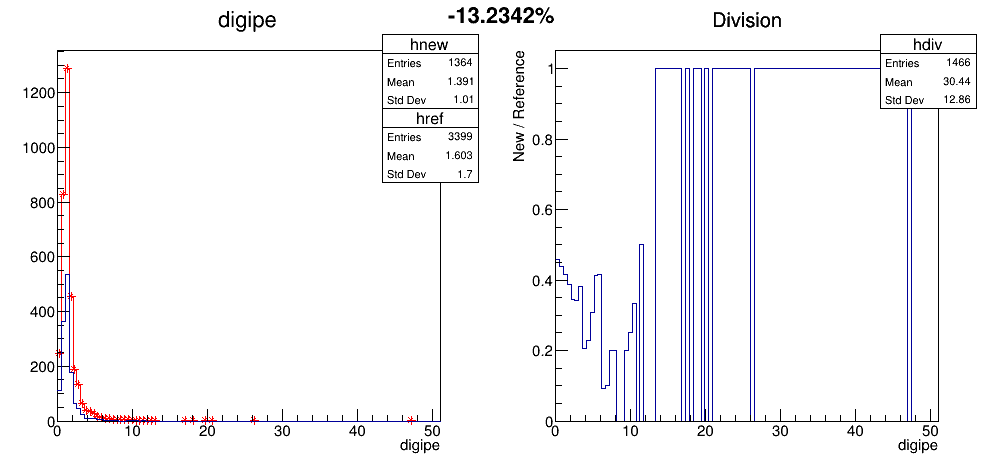 -13.2342%
digipe
hnew
Entries 1364
Mean 1.391
Std Dev 1.01
href
Entries 3399
Mean 1.603
Std Dev 1.7
1200
1000
800
600
400
200
0
0 10 20 30 40 50
digipe
Division
hdiv
Entries 1466
Mean 30.44
Std Dev 12.86
New / Reference
1
0.8
0.6
0.4
0.2
0
0 10 20 30 40 50
digipe